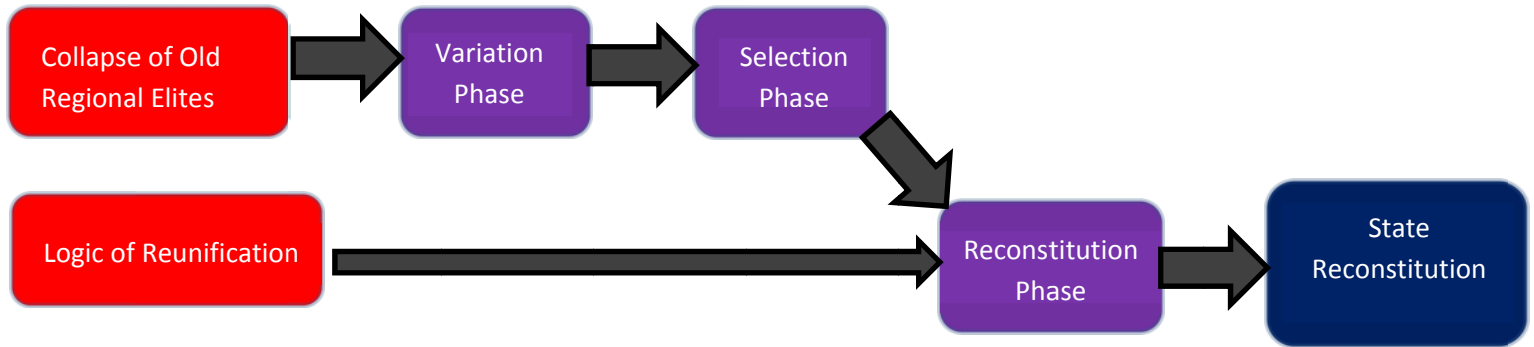 Collapse of Old
Regional Elites
Variation
Phase
Selection
Phase
Logic of Reunification
Reconstitution
Phase
State
Reconstitution